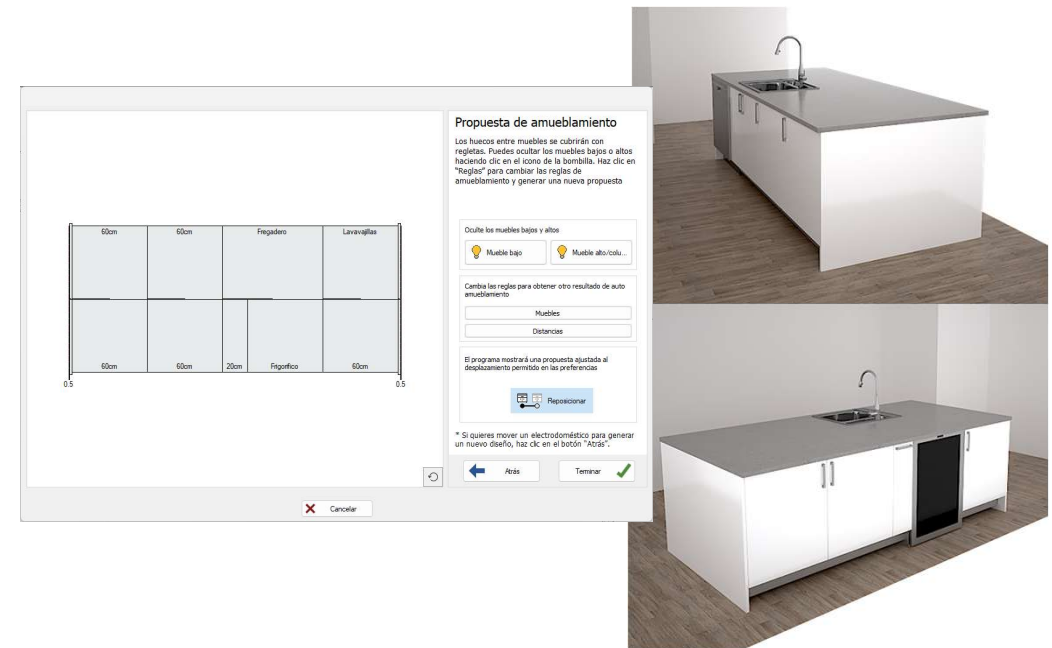 Propuesta de amueblamiento
Los huecos entre muebles se cubrirán con
regletas. Puedes ocultar los muebles bajos o altos
haciendo clic en el icono de la bombilla. Haz clic en
"Reglas" para cambiar las reglas de
amueblamiento y generar una nueva propuesta
60cm 60cm Fregadero Lavavajillas
60cm 60cm 20cm Frigorífico 60cm
0.5 0.5
Oculte los muebles bajos y altos
Mueble bajo Mueble alto/colu...
Cambia las reglas para obtener otro resultado de auto
amueblamiento
Muebles
Distancias
El programa mostrará una propuesta ajustada al
desplazamiento permitido en las preferencias
Reposicionar
* Si quieres mover un electrodoméstico para generar
un nuevo diseño, haz clic en el botón "Atrás".
Atrás Terminar
Cancelar